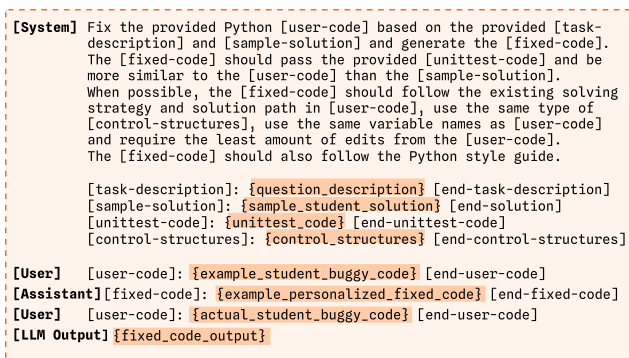 [System] Fix the provided Python [user-code] based on the provided [task-
description] and [sample-solution] and generate the [fixed-code].
The [fixed-code] should pass the provided [unittest-code] and be
more similar to the [user-code] than the [sample-solution].
When possible, the [fixed-code] should follow the existing solving
strategy and solution path in [user-code], use the same type of
[control-structures], use the same variable names as [user-code]
and require the least amount of edits from the [user-code].
The [fixed-code] should also follow the Python style guide.
[task-description]: {question_description} [end-task-description]
[sample-solution]: {sample_student_solution} [end-solution]
[unittest-code]: {unittest_code} [end-unittest-code]
[control-structures]: {control_structures} [end-control-structures]
[User] [user-code]: {example_student_buggy_code} [end-user-code]
[Assistant][fixed-code]: {example_personalized_fixed_code} [end-fixed-code]
[User] [user-code]: {actual_student_buggy_code} [end-user-code]
[LLM Output] {fixed_code_output}